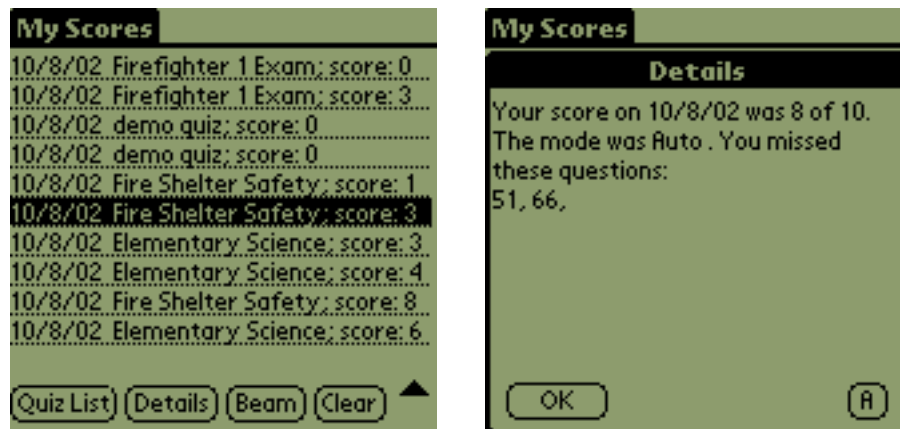 My Scores
10/8/02 Firefighter 1 Exam; score: 0
10/8/02 Firefighter 1 Exam; score: 3
10/8/02 demo quiz; score: 0
10/8/02 demo quiz; score: 0
10/8/02 Fire Shelter Safety; score: 1
10/8/02 Fire Shelter Safety; score: 3
10/8/02 Elementary Science; score: 3
10/8/02 Elementary Science; score: 4
10/8/02 Fire Shelter Safety; score: 8
10/8/02 Elementary Science; score: 6
Quiz List Details Beam Clear
My Scores
Details
Your score on 10/8/02 was 8 of 10.
The mode was Auto . You missed
these questions:
51, 66,
OK A